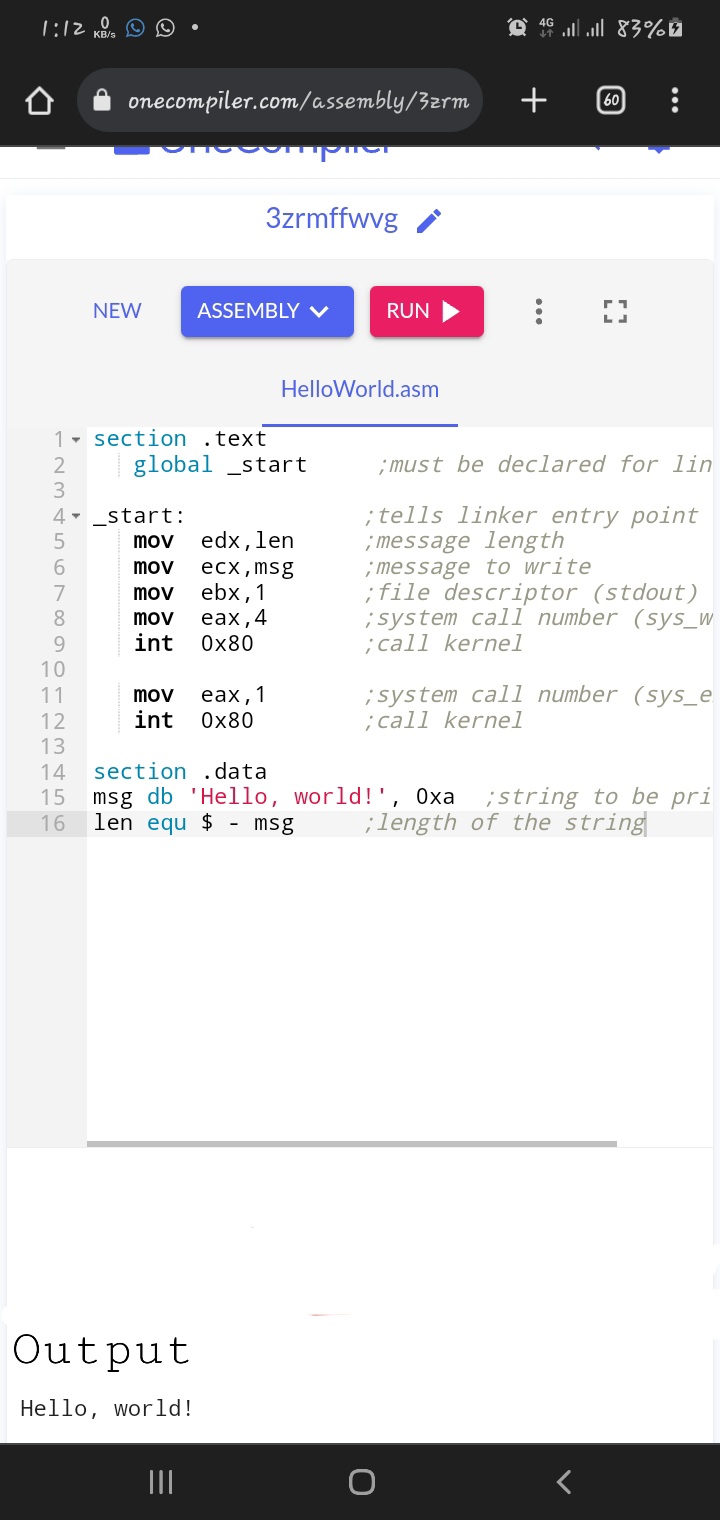 1:12 0 KB/s 4G 83%
onecompiler.com/assembly/3zrm 60
OneCompiler
3zrmffwvg
NEW ASSEMBLY RUN
HelloWorld.asm
1 section .text
2 global _start ;must be declared for lin
3
4 _start: ;tells linker entry point
5 mov edx,len ;message length
6 mov ecx,msg ;message to write
7 mov ebx,1 ;file descriptor (stdout)
8 mov eax,4 ;system call number (sys_w
9 int 0x80 ;call kernel
10
11 mov eax,1 ;system call number (sys_e
12 int 0x80 ;call kernel
13
14 section .data
15 msg db 'Hello, world!', 0xa ;string to be pri
16 len equ $ - msg ;length of the string
Output
Hello, world!